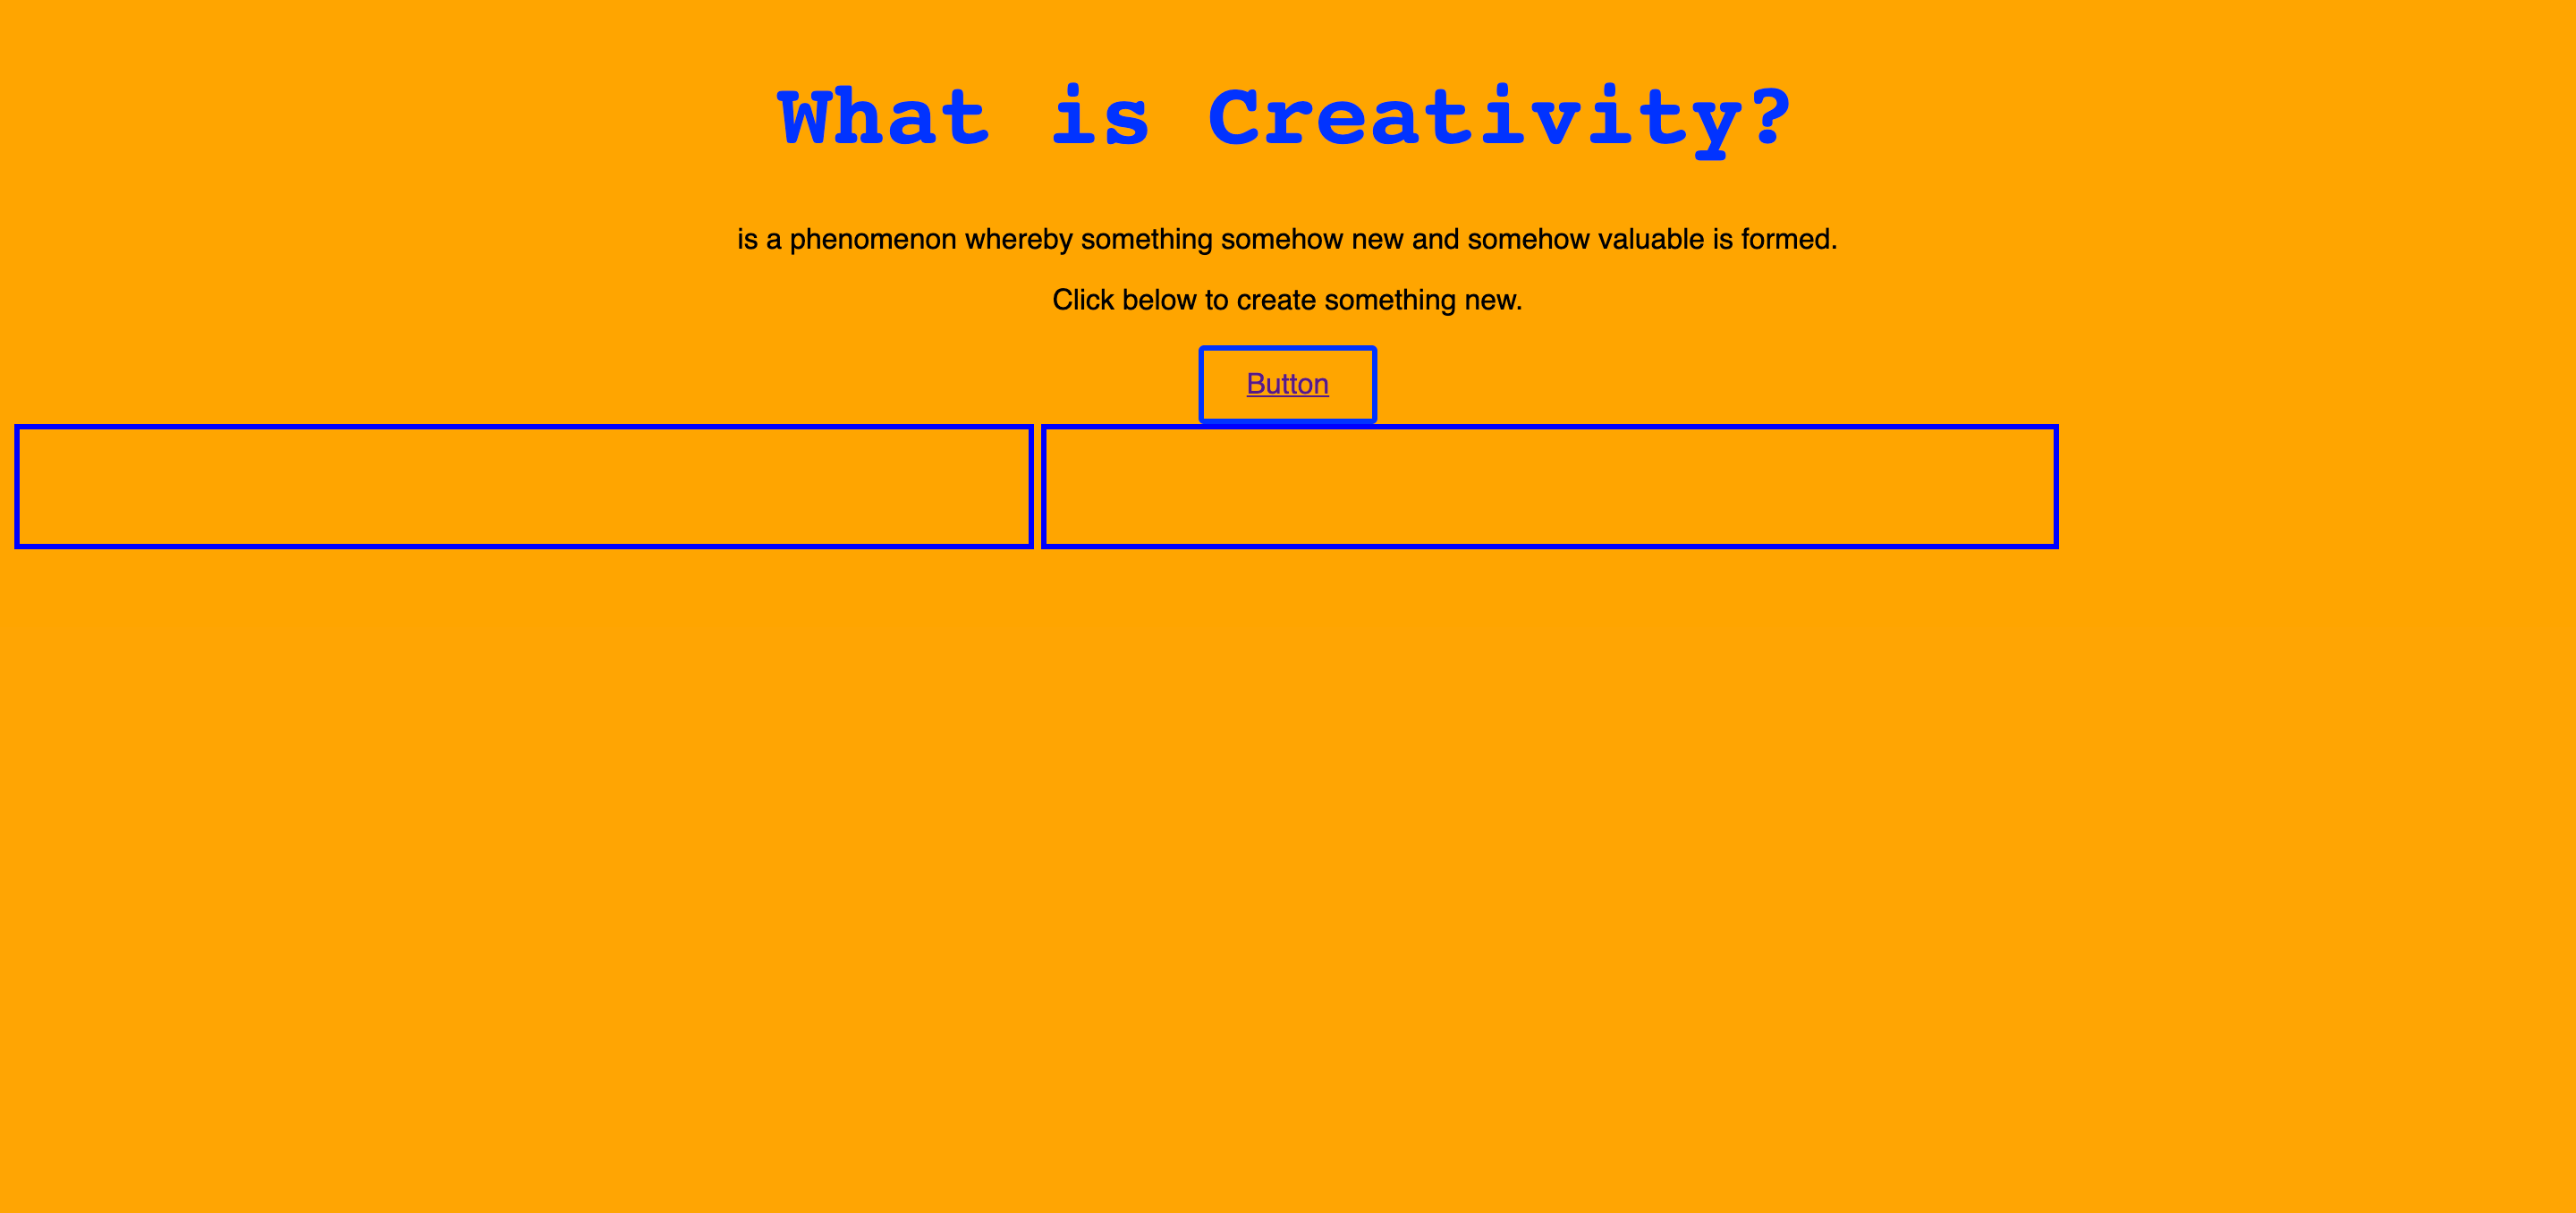 What is Creativity?
is a phenomenon whereby something somehow new and somehow valuable is formed.
Click below to create something new.
Button